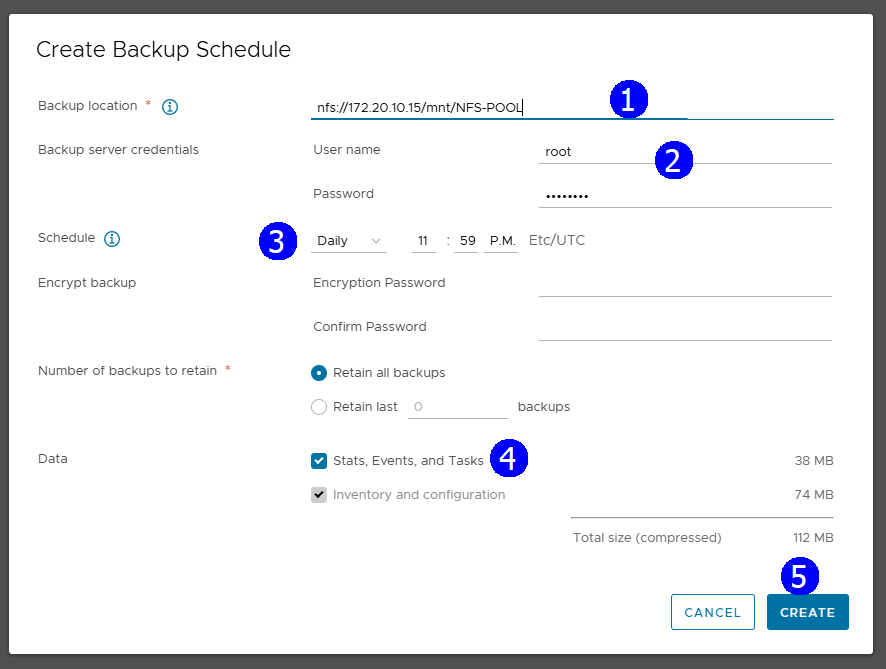 Create Backup Schedule
Backup location * nfs://172.20.10.15/mnt/NFS-POOL 1
Backup server credentials User name root 2
Password ••••••••
Schedule 3 Daily 11 : 59 P.M. Etc/UTC
Encrypt backup Encryption Password
Confirm Password
Number of backups to retain * Retain all backups
Retain last 0 backups
Data Stats, Events, and Tasks 4 38 MB
Inventory and configuration 74 MB
Total size (compressed) 112 MB
5
CANCEL CREATE